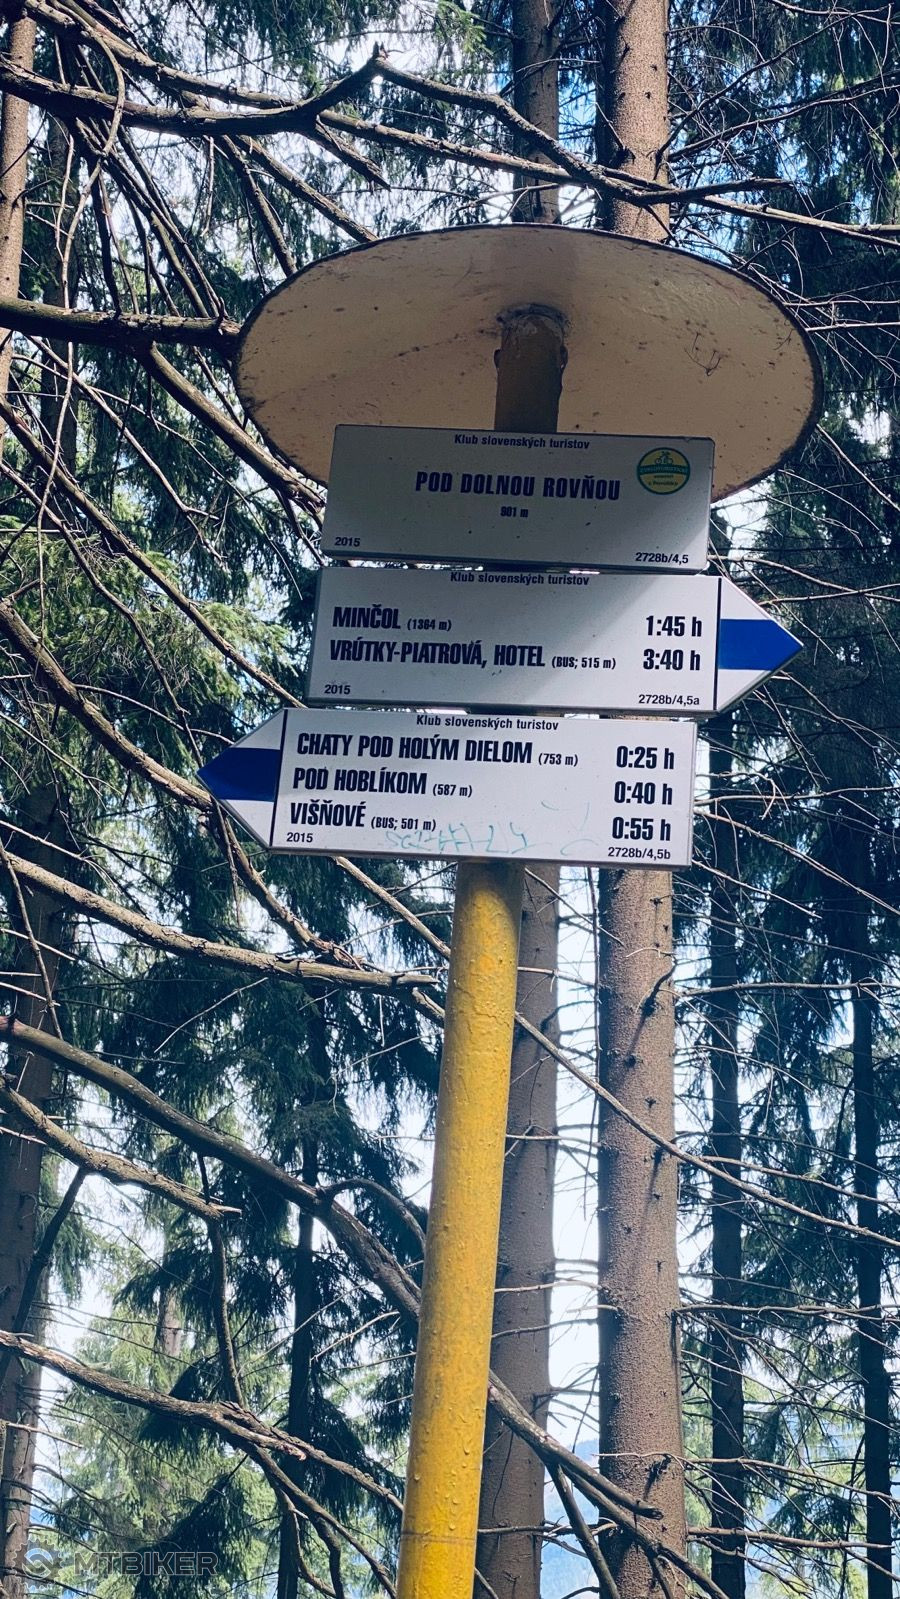 Klub slovenských turistov
POD DOLNOU ROVŇOU
901 m
2015
2728b/4,5
Klub slovenských turistov
MINČOL (1364 m) 1:45 h
VRÚTKY-PIATROVÁ, HOTEL (BUS; 515 m) 3:40 h
2015
2728b/4,5a
Klub slovenských turistov
CHATY POD HOLÝM DIELOM (753 m) 0:25 h
POD HOBLÍKOM (587 m) 0:40 h
VIŠŇOVÉ (BUS; 501 m) 0:55 h
2015
2728b/4,5b
MTBIKER